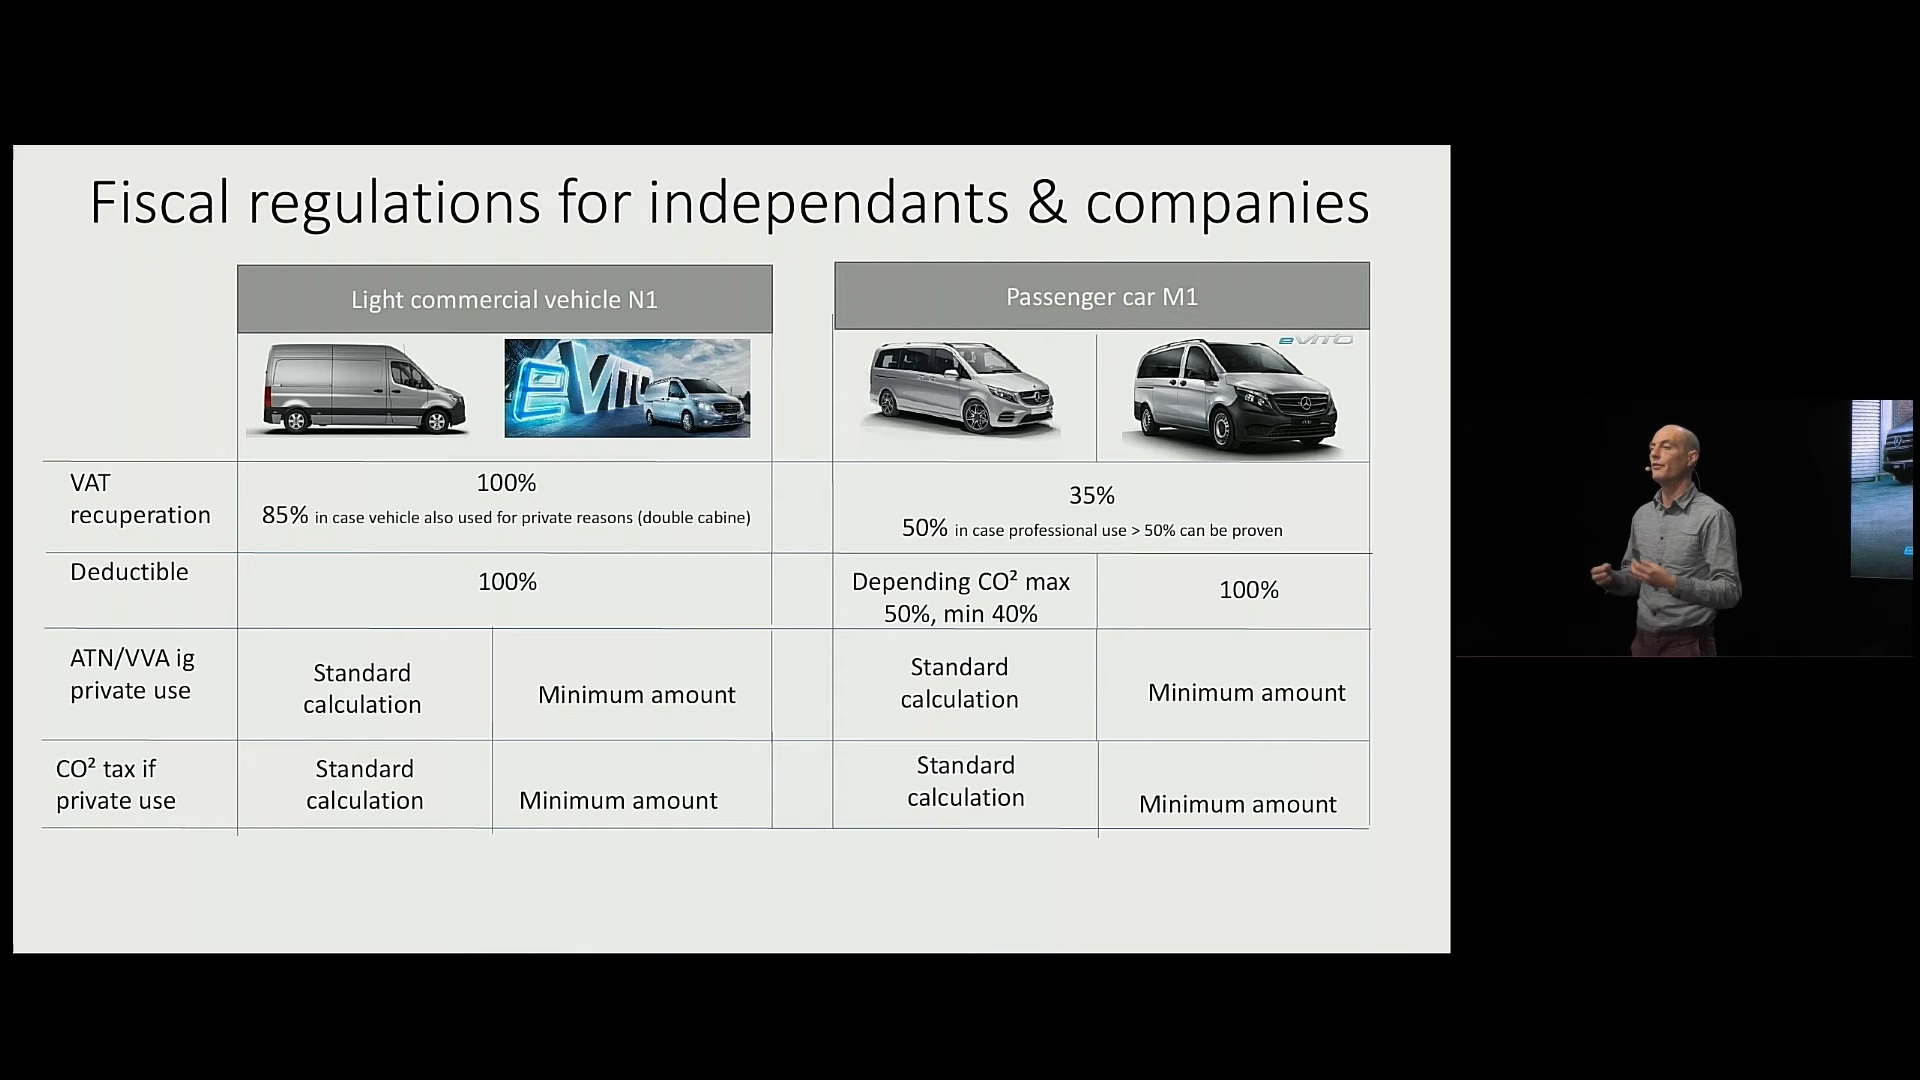 Fiscal regulations for independants & companies
Light commercial vehicle N1
Passenger car M1
eVITO
eVITO
VAT
recuperation
100%
85% in case vehicle also used for private reasons (double cabine)
35%
50% in case professional use > 50% can be proven
Deductible
100%
Depending CO² max
50%, min 40%
100%
ATN/VVA ig
private use
Standard
calculation
Minimum amount
Standard
calculation
Minimum amount
CO² tax if
private use
Standard
calculation
Minimum amount
Standard
calculation
Minimum amount